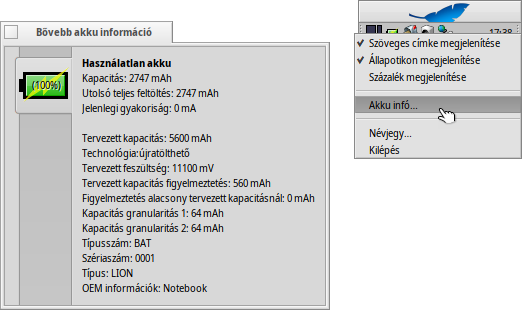 Bővebb akku információ
(100%)
Használatlan akku
Kapacitás: 2747 mAh
Utolsó teljes feltöltés: 2747 mAh
Jelenlegi gyakoriság: 0 mA
Tervezett kapacitás: 5600 mAh
Technológia:újratölthető
Tervezett feszültség: 11100 mV
Tervezett kapacitás figyelmeztetés: 560 mAh
Figyelmeztetés alacsony tervezett kapacitásnál: 0 mAh
Kapacitás granularitás 1: 64 mAh
Kapacitás granularitás 2: 64 mAh
Típusszám: BAT
Szériaszám: 0001
Típus: LION
OEM információk: Notebook
17:38
Szöveges címke megjelenítése
Állapotikon megjelenítése
Százalék megjelenítése
Akku infó...
Névjegy...
Kilépés